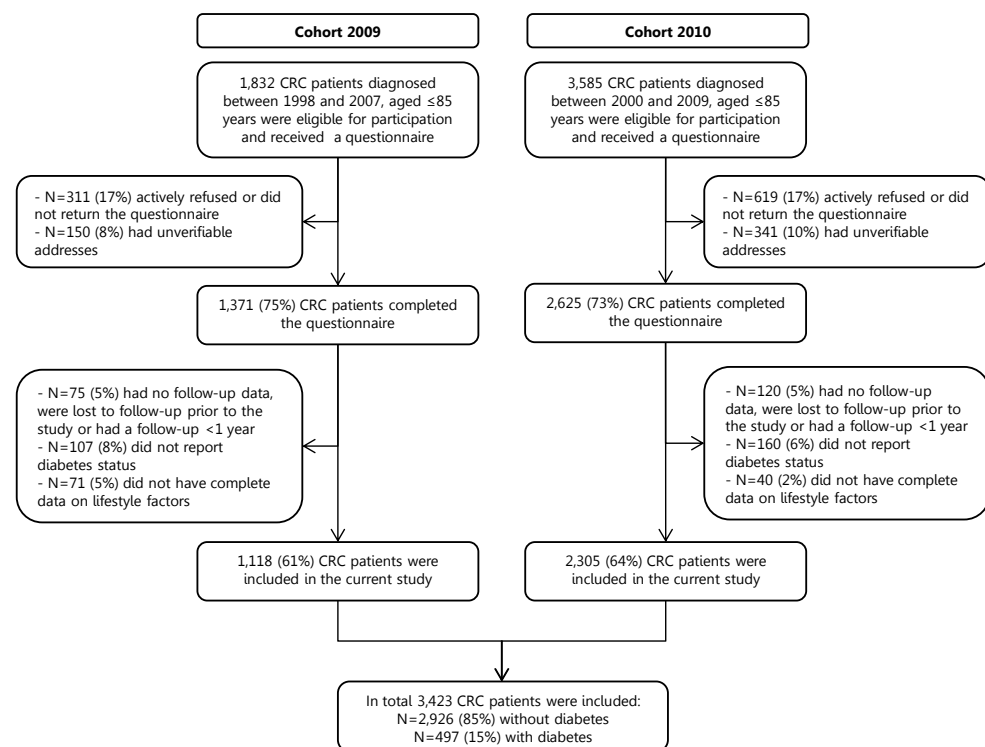 Cohort 2009
Cohort 2010
1,832 CRC patients diagnosed
between 1998 and 2007, aged ≤85
years were eligible for participation
and received a questionnaire
3,585 CRC patients diagnosed
between 2000 and 2009, aged ≤85
years were eligible for participation
and received a questionnaire
- N=311 (17%) actively refused or did
not return the questionnaire
- N=150 (8%) had unverifiable
addresses
- N=619 (17%) actively refused or did
not return the questionnaire
- N=341 (10%) had unverifiable
addresses
1,371 (75%) CRC patients completed
the questionnaire
2,625 (73%) CRC patients completed
the questionnaire
- N=75 (5%) had no follow-up data,
were lost to follow-up prior to the
study or had a follow-up <1 year
- N=107 (8%) did not report
diabetes status
- N=71 (5%) did not have complete
data on lifestyle factors
- N=120 (5%) had no follow-up
data, were lost to follow-up prior to
the study or had a follow-up <1 year
- N=160 (6%) did not report
diabetes status
- N=40 (2%) did not have complete
data on lifestyle factors
1,118 (61%) CRC patients were
included in the current study
2,305 (64%) CRC patients were
included in the current study
In total 3,423 CRC patients were included:
N=2,926 (85%) without diabetes
N=497 (15%) with diabetes